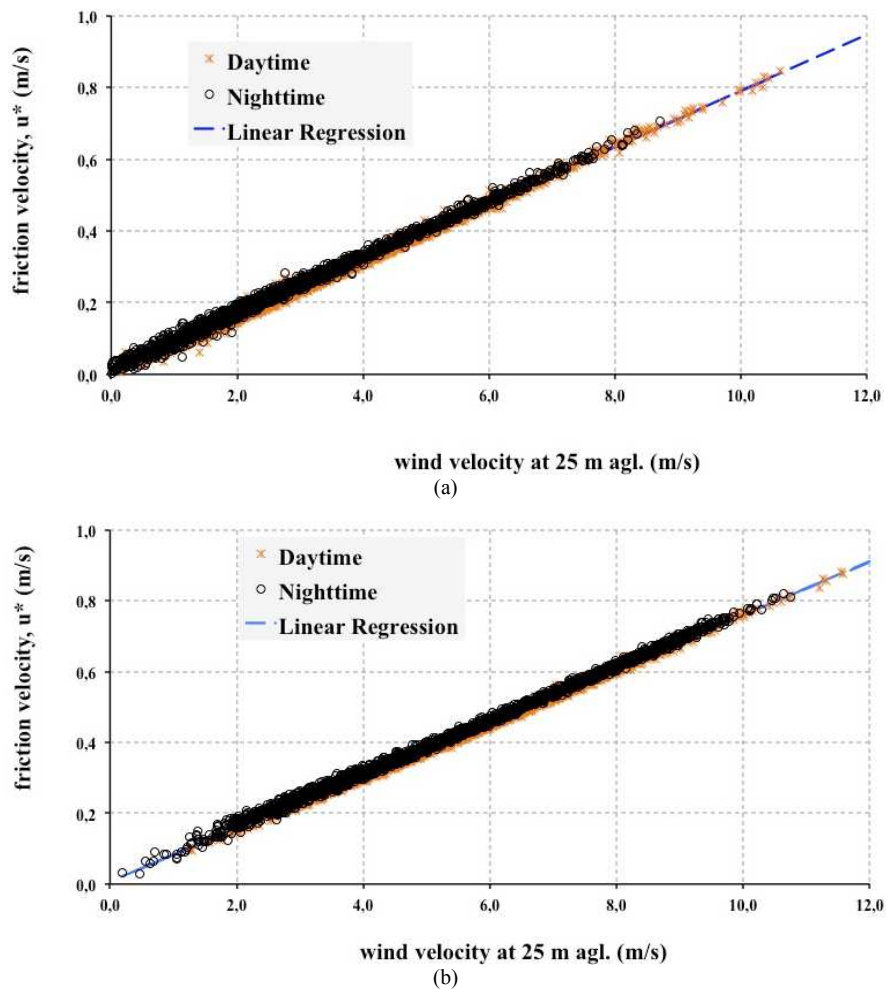 1,0
0,8
0,6
0,4
0,2
0,0
friction velocity, u* (m/s)
Daytime
Nighttime
Linear Regression
0,0 2,0 4,0 6,0 8,0 10,0 12,0
wind velocity at 25 m agl. (m/s)
(a)
1,0
0,8
0,6
0,4
0,2
0,0
friction velocity, u* (m/s)
Daytime
Nighttime
Linear Regression
0,0 2,0 4,0 6,0 8,0 10,0 12,0
wind velocity at 25 m agl. (m/s)
(b)